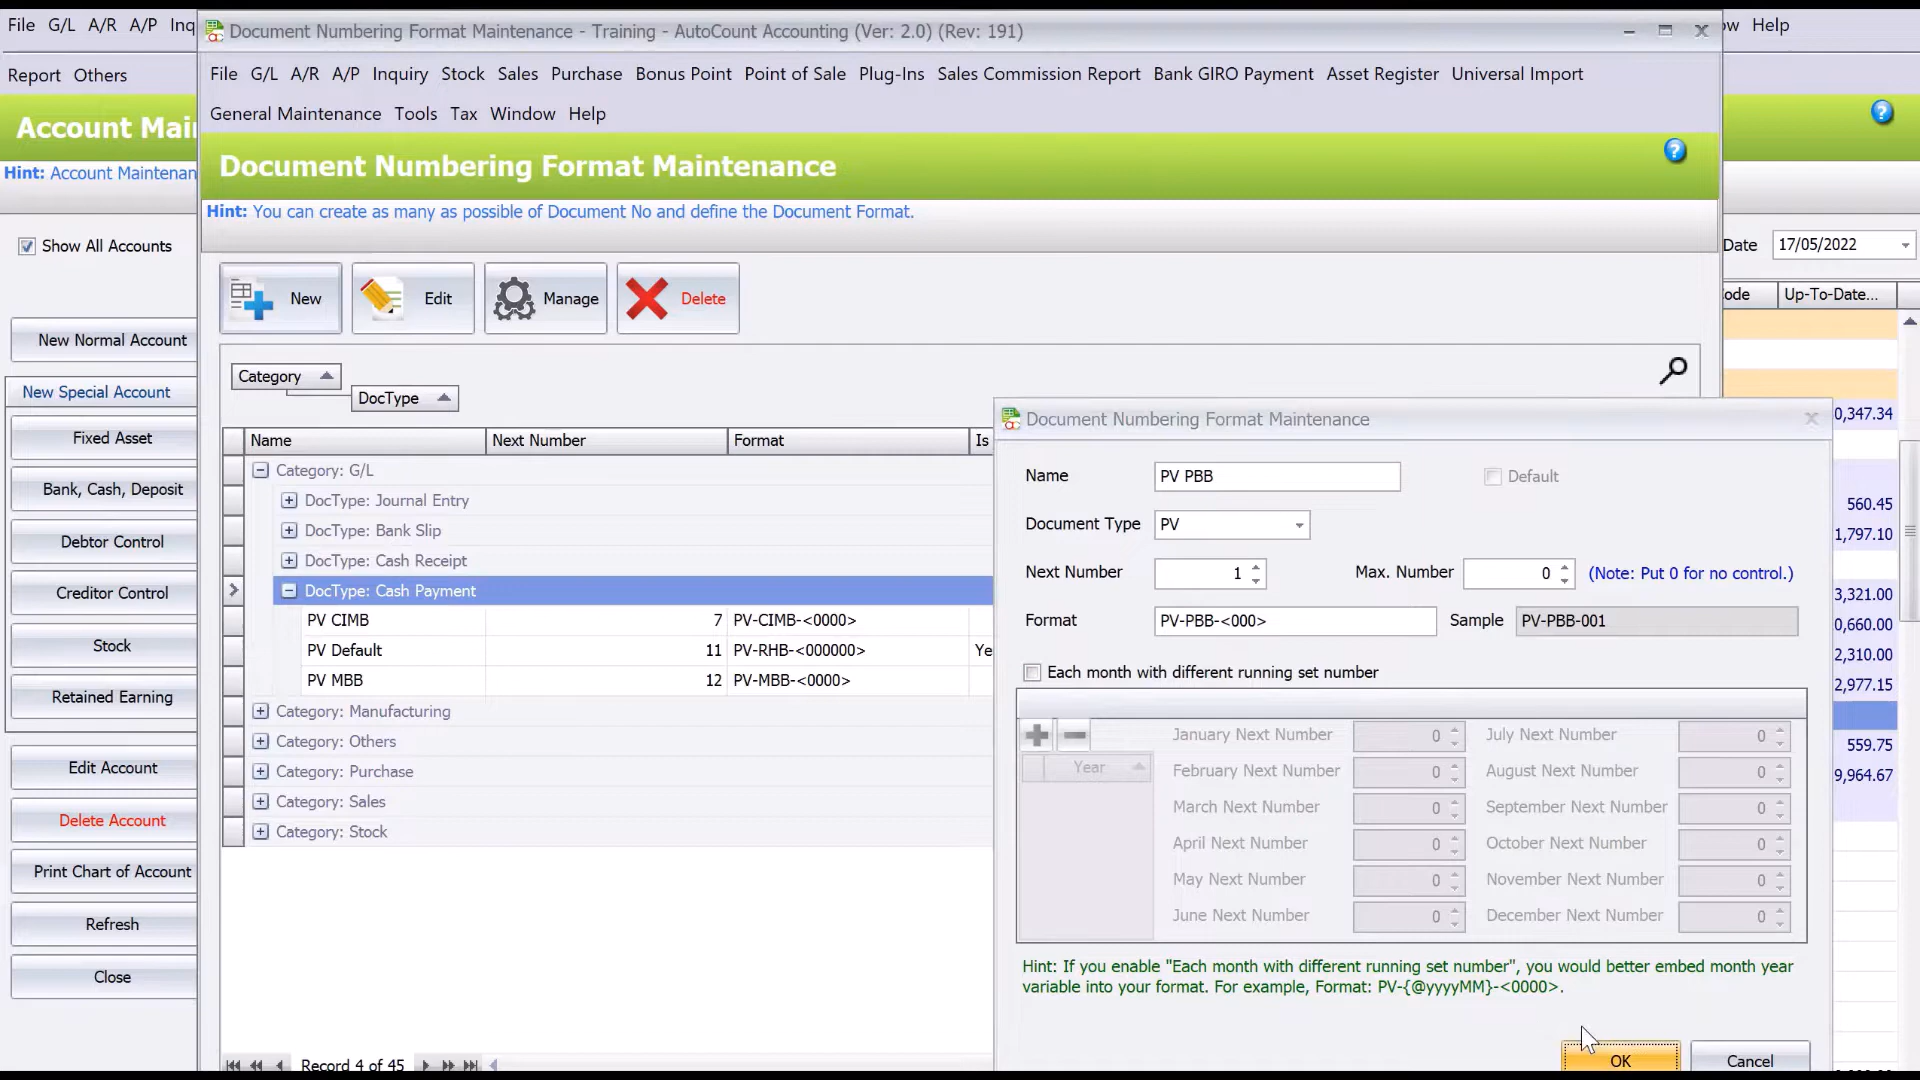 File G/L A/R A/P Inq
Report Others
Account Mai
Hint: Account Maintenan
Show All Accounts
New Normal Account
New Special Account
Fixed Asset
Bank, Cash, Deposit
Debtor Control
Creditor Control
Stock
Retained Earning
Edit Account
Delete Account
Print Chart of Account
Refresh
Close
Document Numbering Format Maintenance - Training - AutoCount Accounting (Ver: 2.0) (Rev: 191)
File G/L A/R A/P Inquiry Stock Sales Purchase Bonus Point Point of Sale Plug-Ins Sales Commission Report Bank GIRO Payment Asset Register Universal Import
General Maintenance Tools Tax Window Help
Document Numbering Format Maintenance
Hint: You can create as many as possible of Document No and define the Document Format.
New Edit Manage Delete
Category
DocType
Name Next Number Format Is
Category: G/L
DocType: Journal Entry
DocType: Bank Slip
DocType: Cash Receipt
DocType: Cash Payment
PV CIMB 7 PV-CIMB-<0000>
PV Default 11 PV-RHB-<000000> Ye
PV MBB 12 PV-MBB-<0000>
Category: Manufacturing
Category: Others
Category: Purchase
Category: Sales
Category: Stock
Record 4 of 45
Document Numbering Format Maintenance
Name PV PBB Default
Document Type PV
Next Number 1 Max. Number 0 (Note: Put 0 for no control.)
Format PV-PBB-<000> Sample PV-PBB-001
Each month with different running set number
Year
January Next Number 0 July Next Number 0
February Next Number 0 August Next Number 0
March Next Number 0 September Next Number 0
April Next Number 0 October Next Number 0
May Next Number 0 November Next Number 0
June Next Number 0 December Next Number 0
Hint: If you enable "Each month with different running set number", you would better embed month year
variable into your format. For example, Format: PV-{@yyyyMM}-<0000>.
OK Cancel
ow Help
Date 17/05/2022
ode Up-To-Date...
0,347.34
560.45
1,797.10
3,321.00
0,660.00
2,310.00
2,977.15
559.75
9,964.67